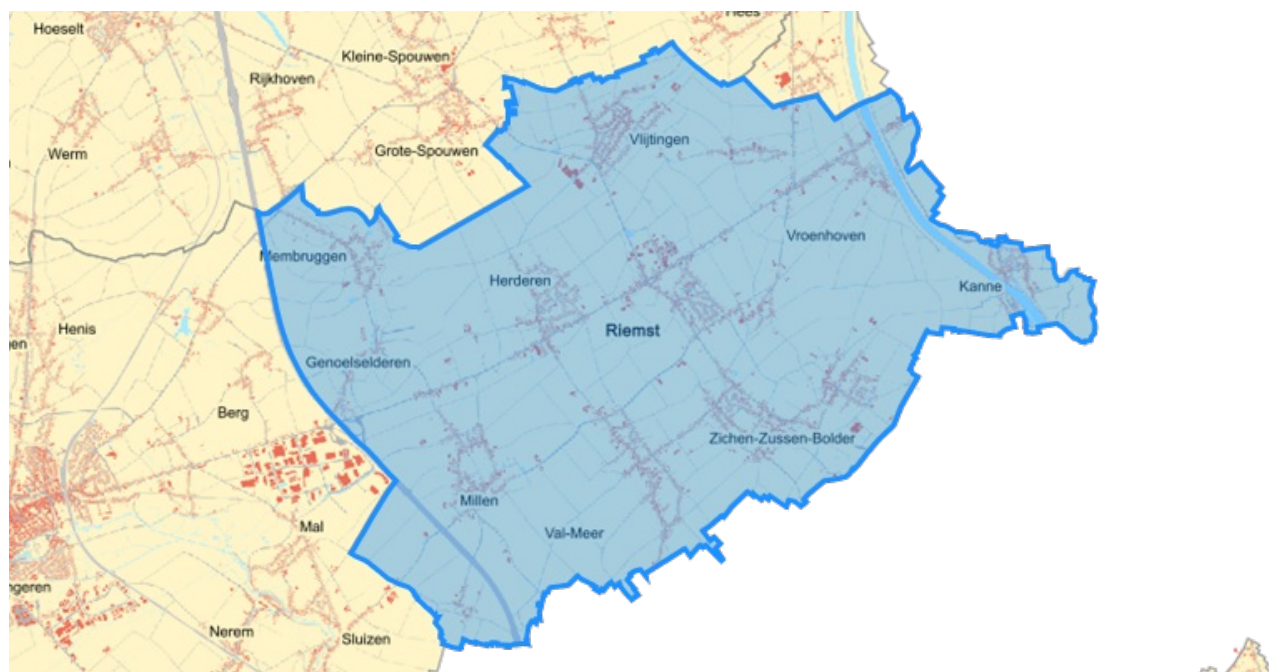 Hees
Hoeselt
Kleine-Spouwen
Rijkhoven
Vlijtingen
Grote-Spouwen
Werm
Vroenhoven
Membruggen
Herderen
Kanne
Henis
Riemst
Genoelselderen
Berg
Zichen-Zussen-Bolder
Millen
Mal
Val-Meer
Nerem
Sluizen